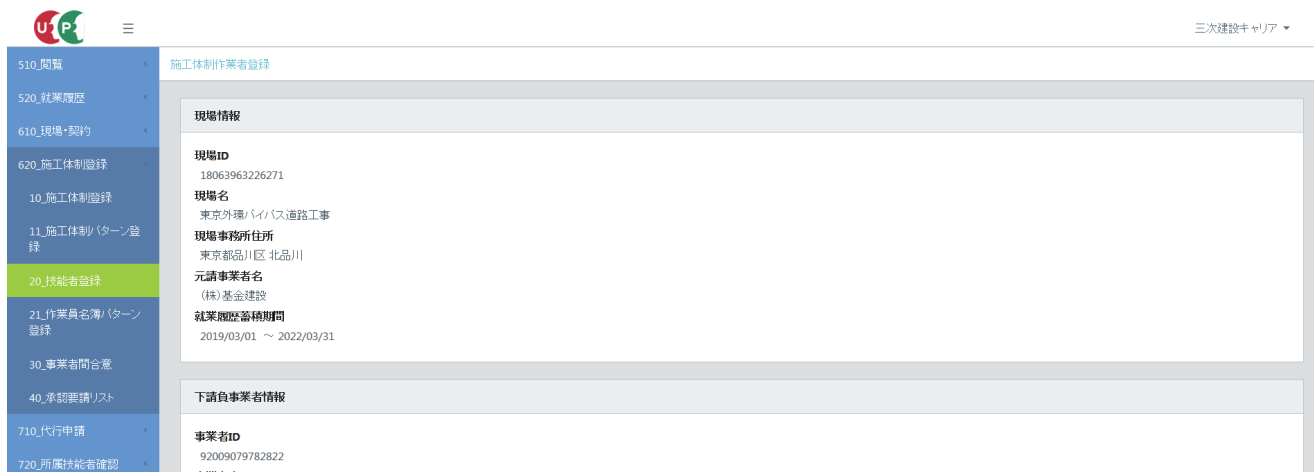 三次建設キャリア
510_閲覧
520_就業履歴
610_現場・契約
620_施工体制登録
10_施工体制登録
11_施工体制パターン登
録
20_技能者登録
21_作業員名簿パターン
登録
30_事業者間合意
40_承認要請リスト
710_代行申請
720_所属技能者確認
施工体制作業者登録
現場情報
現場ID
18063963226271
現場名
東京外環バイパス道路工事
現場事務所住所
東京都品川区 北品川
元請事業者名
(株)基金建設
就業履歴蓄積期間
2019/03/01 ～ 2022/03/31
下請負事業者情報
事業者ID
92009079782822